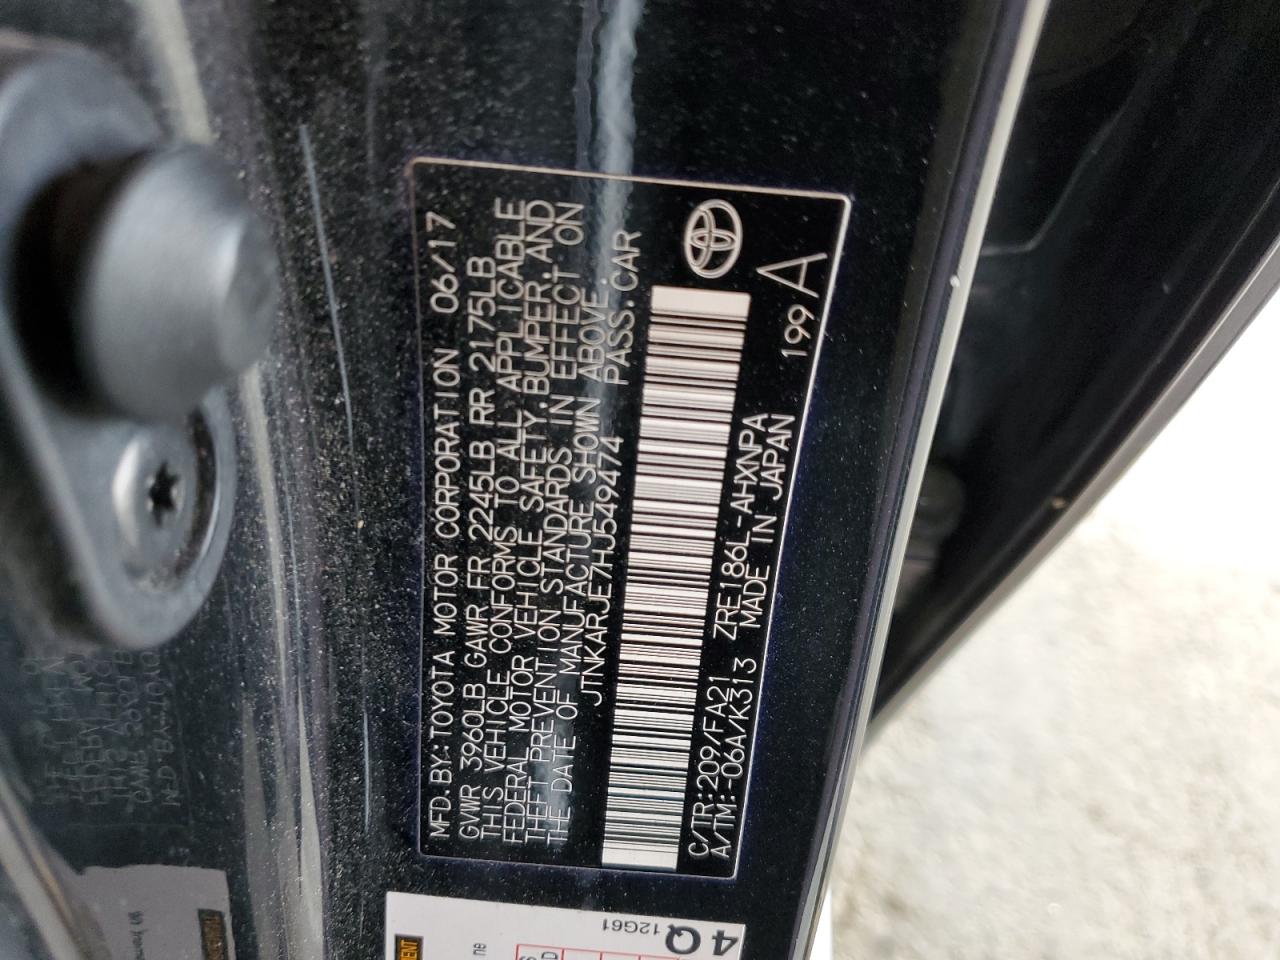 MFD.BY:TOYOTA MOTOR CORPORATION 06/17
GVWR 3960LB GAWR FR 2245LB RR 2175LB
THIS VEHICLE CONFORMS TO ALL APPLICABLE
FEDERAL MOTOR VEHICLE SAFETY,BUMPER,AND
THEFT PREVENTION STANDARDS IN EFFECT ON
THE DATE OF MANUFACTURE SHOWN ABOVE.
JTNKARJE7HJ549474 PASS.CAR
C/TR:209/FA21 ZRE186L-AHXNPA 199A
A/TM:-06A/K313 MADE IN JAPAN
4Q
12G61
ne